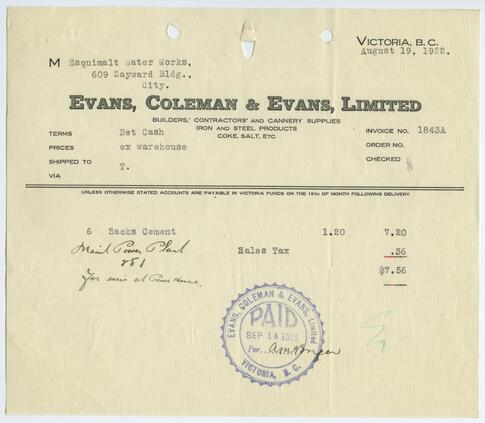 VICTORIA, B. C.
August 19, 1922.
M Esquimalt Water Works,
609 Sayward Bldg.,
City.
EVANS, COLEMAN & EVANS, LIMITED
BUILDERS,' CONTRACTORS' AND CANNERY SUPPLIES
IRON AND STEEL PRODUCTS
COKE, SALT, ETC.
TERMS Net Cash
INVOICE NO. 1843A
PRICES ex warehouse
ORDER NO.
SHIPPED TO T.
CHECKED
VIA
UNLESS OTHERWISE STATED ACCOUNTS ARE PAYABLE IN VICTORIA FUNDS ON THE 15TH OF MONTH FOLLOWING DELIVERY
6 Sacks Cement 1.20 7.20
Maint Power Plant Sales Tax .36
251
$7.56
For at Power House.
EVANS, COLEMAN & EVANS, Limited
PAID
SEP 14 1922
Per
VICTORIA, B. C.